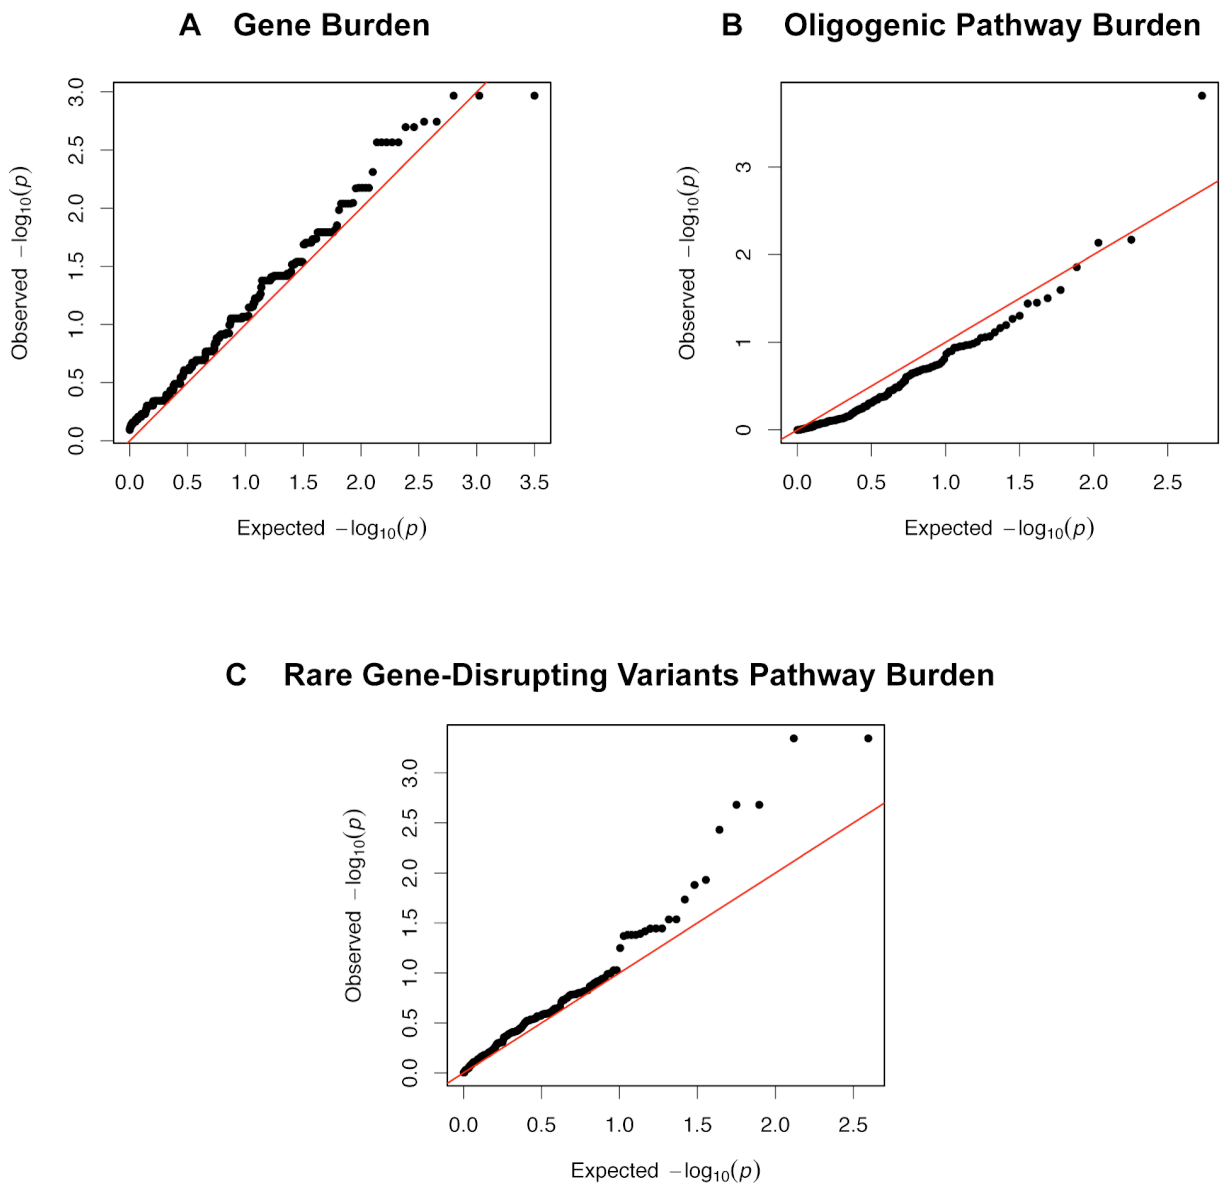 A Gene Burden
Observed −log10(p)
3.0
2.5
2.0
1.5
1.0
0.5
0.0
0.0 0.5 1.0 1.5 2.0 2.5 3.0 3.5
Expected −log10(p)
B Oligogenic Pathway Burden
Observed −log10(p)
3
2
1
0
0.0 0.5 1.0 1.5 2.0 2.5
Expected −log10(p)
C Rare Gene-Disrupting Variants Pathway Burden
Observed −log10(p)
3.0
2.5
2.0
1.5
1.0
0.5
0.0
0.0 0.5 1.0 1.5 2.0 2.5
Expected −log10(p)